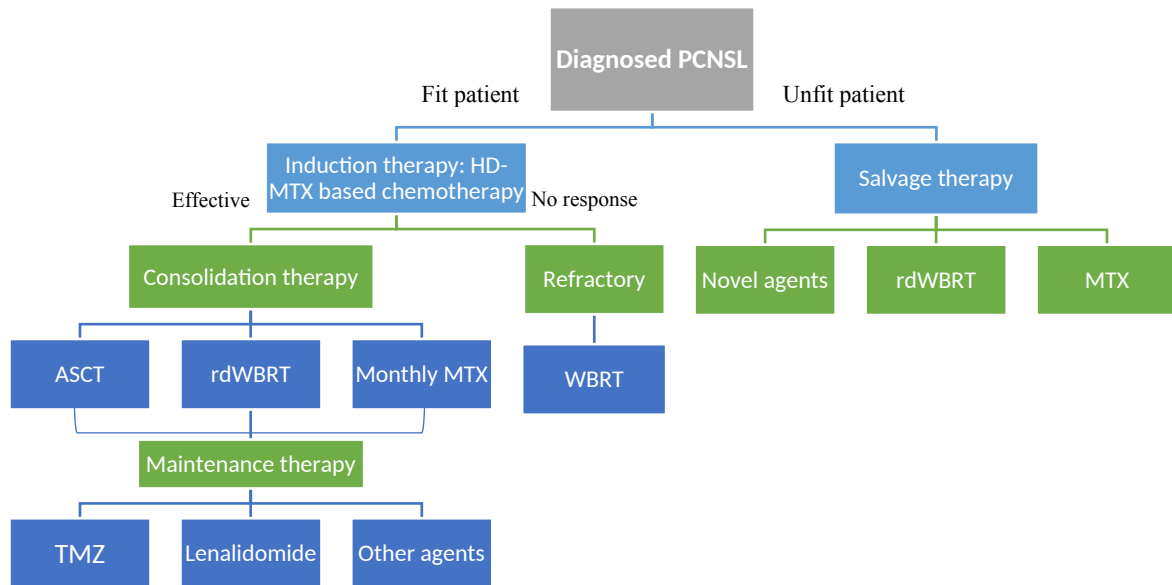 Diagnosed PCNSL
Fit patient
Unfit patient
Induction therapy: HD-
MTX based chemotherapy
Salvage therapy
Effective
No response
Consolidation therapy
Refractory
Novel agents
rdWBRT
MTX
ASCT
rdWBRT
Monthly MTX
WBRT
Maintenance therapy
TMZ
Lenalidomide
Other agents